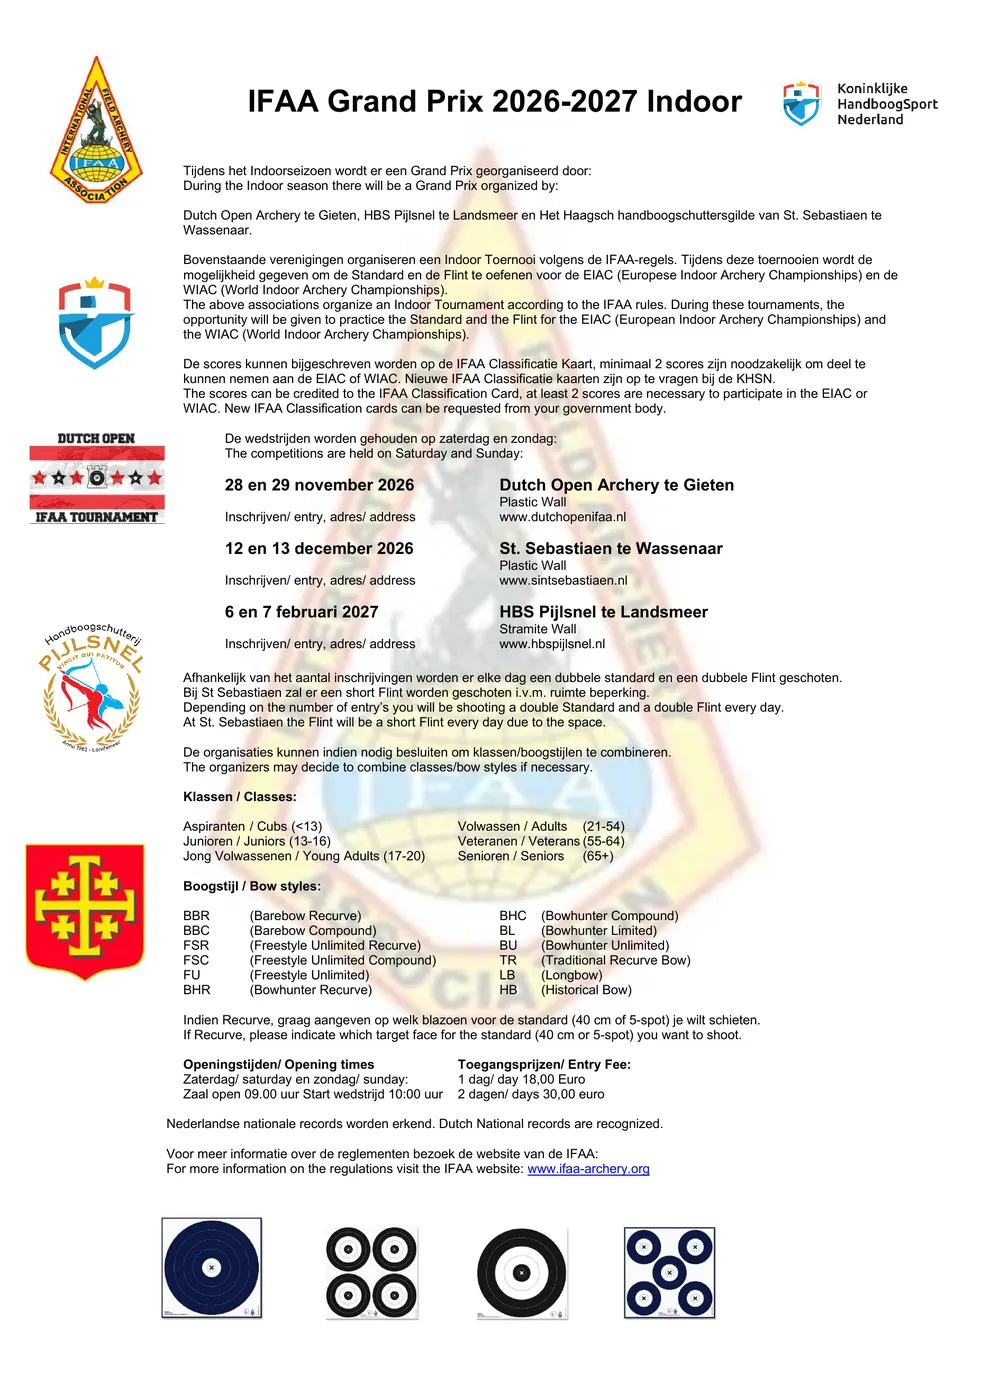 IFAA Grand Prix 2026-2027 Indoor
INTERNATIONAL FIELD ARCHERY
IFAA
ASSOCIATION
Koninklijke
HandboogSport
Nederland
Tijdens het Indoorseizoen wordt er een Grand Prix georganiseerd door:
During the Indoor season there will be a Grand Prix organized by:
Dutch Open Archery te Gieten, HBS Pijlsnel te Landsmeer en Het Haagsch handboogschuttersgilde van St. Sebastiaen te
Wassenaar.
Bovenstaande verenigingen organiseren een Indoor Toernooi volgens de IFAA-regels. Tijdens deze toernooien wordt de
mogelijkheid gegeven om de Standard en de Flint te oefenen voor de EIAC (Europese Indoor Archery Championships) en de
WIAC (World Indoor Archery Championships).
The above associations organize an Indoor Tournament according to the IFAA rules. During these tournaments, the
opportunity will be given to practice the Standard and the Flint for the EIAC (European Indoor Archery Championships) and
the WIAC (World Indoor Archery Championships).
De scores kunnen bijgeschreven worden op de IFAA Classificatie Kaart, minimaal 2 scores zijn noodzakelijk om deel te
kunnen nemen aan de EIAC of WIAC. Nieuwe IFAA Classificatie kaarten zijn op te vragen bij de KHSN.
The scores can be credited to the IFAA Classification Card, at least 2 scores are necessary to participate in the EIAC or
WIAC. New IFAA Classification cards can be requested from your government body.
De wedstrijden worden gehouden op zaterdag en zondag:
The competitions are held on Saturday and Sunday:
DUTCH OPEN
IFAA TOURNAMENT
28 en 29 november 2026 Dutch Open Archery te Gieten
Plastic Wall
Inschrijven/ entry, adres/ address www.dutchopenifaa.nl
12 en 13 december 2026 St. Sebastiaen te Wassenaar
Plastic Wall
Inschrijven/ entry, adres/ address www.sintsebastiaen.nl
6 en 7 februari 2027 HBS Pijlsnel te Landsmeer
Stramite Wall
Inschrijven/ entry, adres/ address www.hbspijlsnel.nl
Handboogschutterij
PIJLSNEL
VINCIT QUI PATITUR
Afhankelijk van het aantal inschrijvingen worden er elke dag een dubbele standard en een dubbele Flint geschoten.
Bij St Sebastiaen zal er een short Flint worden geschoten i.v.m. ruimte beperking.
Depending on the number of entry's you will be shooting a double Standard and a double Flint every day.
At St. Sebastiaen the Flint will be a short Flint every day due to the space.
De organisaties kunnen indien nodig besluiten om klassen/boogstijlen te combineren.
The organizers may decide to combine classes/bow styles if necessary.
Klassen / Classes:
Aspiranten / Cubs (<13) Volwassen / Adults (21-54)
Junioren / Juniors (13-16) Veteranen / Veterans (55-64)
Jong Volwassenen / Young Adults (17-20) Senioren / Seniors (65+)
Boogstijl / Bow styles:
BBR (Barebow Recurve) BHC (Bowhunter Compound)
BBC (Barebow Compound) BL (Bowhunter Limited)
FSR (Freestyle Unlimited Recurve) BU (Bowhunter Unlimited)
FSC (Freestyle Unlimited Compound) TR (Traditional Recurve Bow)
FU (Freestyle Unlimited) LB (Longbow)
BHR (Bowhunter Recurve) HB (Historical Bow)
Indien Recurve, graag aangeven op welk blazoen voor de standard (40 cm of 5-spot) je wilt schieten.
If Recurve, please indicate which target face for the standard (40 cm or 5-spot) you want to shoot.
Openingstijden/ Opening times Toegangsprijzen/ Entry Fee:
Zaterdag/ saturday en zondag/ sunday: 1 dag/ day 18,00 Euro
Zaal open 09.00 uur Start wedstrijd 10:00 uur 2 dagen/ days 30,00 euro
Nederlandse nationale records worden erkend. Dutch National records are recognized.
Voor meer informatie over de reglementen bezoek de website van de IFAA:
For more information on the regulations visit the IFAA website: www.ifaa-archery.org